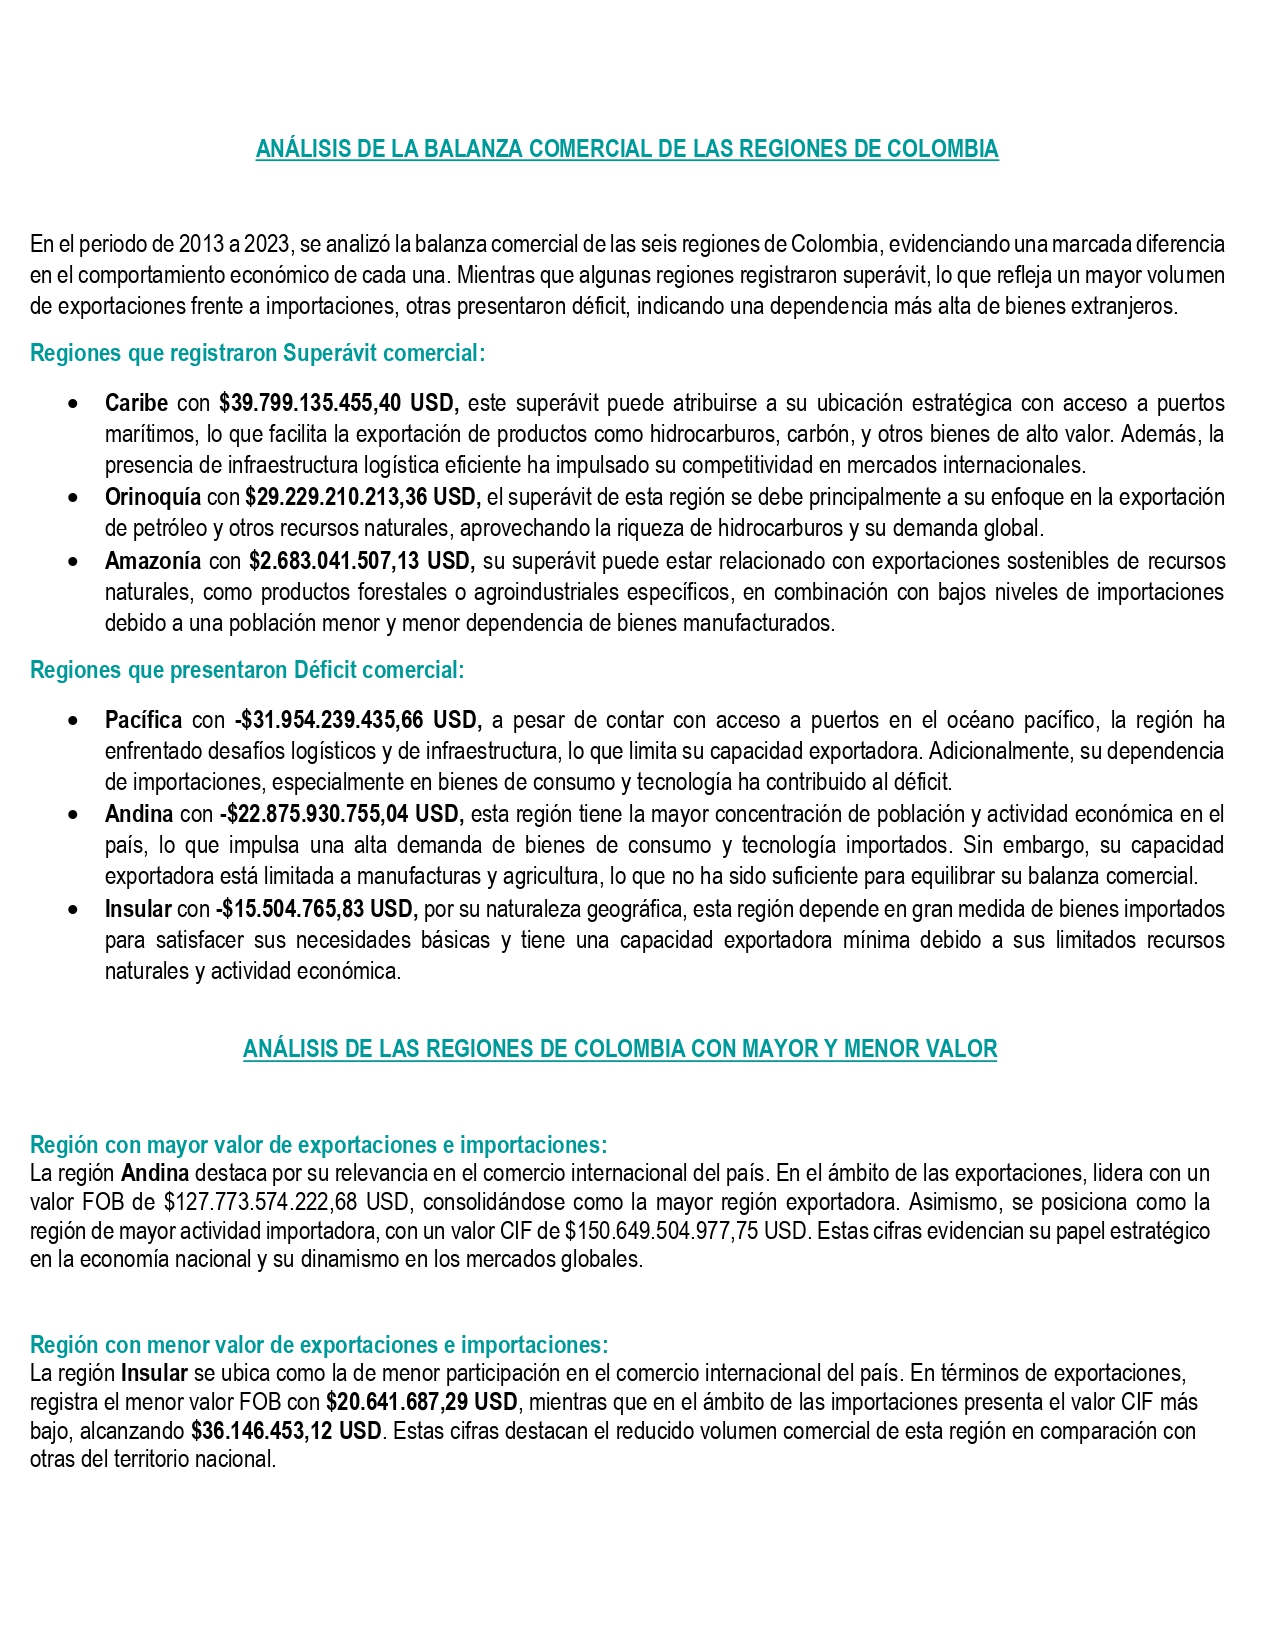 ANÁLISIS DE LA BALANZA COMERCIAL DE LAS REGIONES DE COLOMBIA
En el periodo de 2013 a 2023, se analizó la balanza comercial de las seis regiones de Colombia, evidenciando una marcada diferencia
en el comportamiento económico de cada una. Mientras que algunas regiones registraron superávit, lo que refleja un mayor volumen
de exportaciones frente a importaciones, otras presentaron déficit, indicando una dependencia más alta de bienes extranjeros.
Regiones que registraron Superávit comercial:
• Caribe con $39.799.135.455,40 USD, este superávit puede atribuirse a su ubicación estratégica con acceso a puertos
marítimos, lo que facilita la exportación de productos como hidrocarburos, carbón, y otros bienes de alto valor. Además, la
presencia de infraestructura logística eficiente ha impulsado su competitividad en mercados internacionales.
• Orinoquía con $29.229.210.213,36 USD, el superávit de esta región se debe principalmente a su enfoque en la exportación
de petróleo y otros recursos naturales, aprovechando la riqueza de hidrocarburos y su demanda global.
• Amazonía con $2.683.041.507,13 USD, su superávit puede estar relacionado con exportaciones sostenibles de recursos
naturales, como productos forestales o agroindustriales específicos, en combinación con bajos niveles de importaciones
debido a una población menor y menor dependencia de bienes manufacturados.
Regiones que presentaron Déficit comercial:
• Pacífica con -$31.954.239.435,66 USD, a pesar de contar con acceso a puertos en el océano pacífico, la región ha
enfrentado desafíos logísticos y de infraestructura, lo que limita su capacidad exportadora. Adicionalmente, su dependencia
de importaciones, especialmente en bienes de consumo y tecnología ha contribuido al déficit.
• Andina con -$22.875.930.755,04 USD, esta región tiene la mayor concentración de población y actividad económica en el
país, lo que impulsa una alta demanda de bienes de consumo y tecnología importados. Sin embargo, su capacidad
exportadora está limitada a manufacturas y agricultura, lo que no ha sido suficiente para equilibrar su balanza comercial.
• Insular con -$15.504.765,83 USD, por su naturaleza geográfica, esta región depende en gran medida de bienes importados
para satisfacer sus necesidades básicas y tiene una capacidad exportadora mínima debido a sus limitados recursos
naturales y actividad económica.
ANÁLISIS DE LAS REGIONES DE COLOMBIA CON MAYOR Y MENOR VALOR
Región con mayor valor de exportaciones e importaciones:
La región Andina destaca por su relevancia en el comercio internacional del país. En el ámbito de las exportaciones, lidera con un
valor FOB de $127.773.574.222,68 USD, consolidándose como la mayor región exportadora. Asimismo, se posiciona como la
región de mayor actividad importadora, con un valor CIF de $150.649.504.977,75 USD. Estas cifras evidencian su papel estratégico
en la economía nacional y su dinamismo en los mercados globales.
Región con menor valor de exportaciones e importaciones:
La región Insular se ubica como la de menor participación en el comercio internacional del país. En términos de exportaciones,
registra el menor valor FOB con $20.641.687,29 USD, mientras que en el ámbito de las importaciones presenta el valor CIF más
bajo, alcanzando $36.146.453,12 USD. Estas cifras destacan el reducido volumen comercial de esta región en comparación con
otras del territorio nacional.